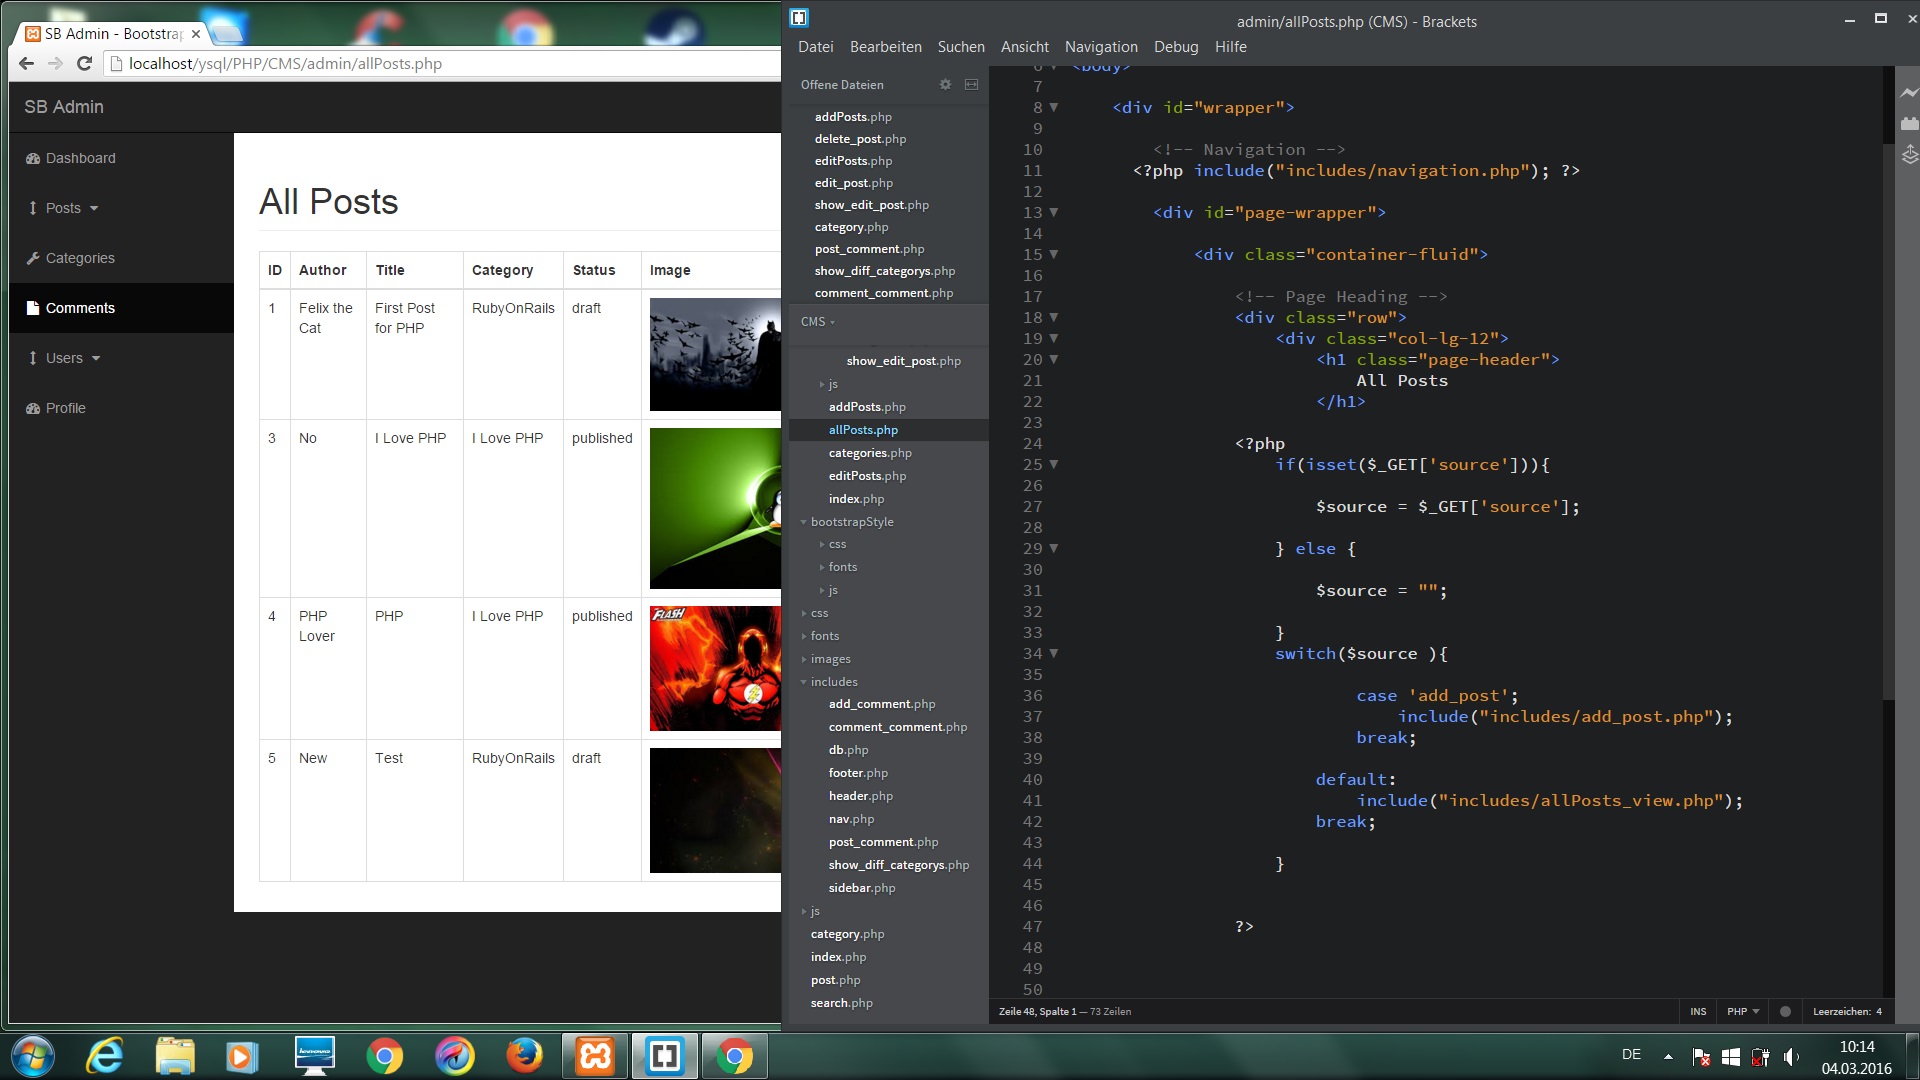 SB Admin - Bootstrap
localhost/ysql/PHP/CMS/admin/allPosts.php
SB Admin
Dashboard
Posts
Categories
Comments
Users
Profile
All Posts
ID Author Title Category Status Image
1 Felix the Cat First Post for PHP RubyOnRails draft
3 No I Love PHP I Love PHP published
FLASH
4 PHP Lover PHP I Love PHP published
5 New Test RubyOnRails draft
admin/allPosts.php (CMS) - Brackets
Datei Bearbeiten Suchen Ansicht Navigation Debug Hilfe
Offene Dateien
addPosts.php
delete_post.php
editPosts.php
edit_post.php
show_edit_post.php
category.php
post_comment.php
show_diff_categorys.php
comment_comment.php
CMS
show_edit_post.php
js
addPosts.php
allPosts.php
categories.php
editPosts.php
index.php
bootstrapStyle
css
fonts
js
css
fonts
images
includes
add_comment.php
comment_comment.php
db.php
footer.php
header.php
nav.php
post_comment.php
show_diff_categorys.php
sidebar.php
js
category.php
index.php
post.php
search.php
6 <body>
7
8 <div id="wrapper">
9
10 <!-- Navigation -->
11 <?php include("includes/navigation.php"); ?>
12
13 <div id="page-wrapper">
14
15 <div class="container-fluid">
16
17 <!-- Page Heading -->
18 <div class="row">
19 <div class="col-lg-12">
20 <h1 class="page-header">
21 All Posts
22 </h1>
23
24 <?php
25 if(isset($_GET['source'])){
26
27 $source = $_GET['source'];
28
29 } else {
30
31 $source = "";
32
33 }
34 switch($source ){
35
36 case 'add_post';
37 include("includes/add_post.php");
38 break;
39
40 default:
41 include("includes/allPosts_view.php");
42 break;
43
44 }
45
46
47 ?>
48
49
50
Zeile 48, Spalte 1 — 73 Zeilen
INS PHP Leerzeichen: 4
DE
10:14
04.03.2016